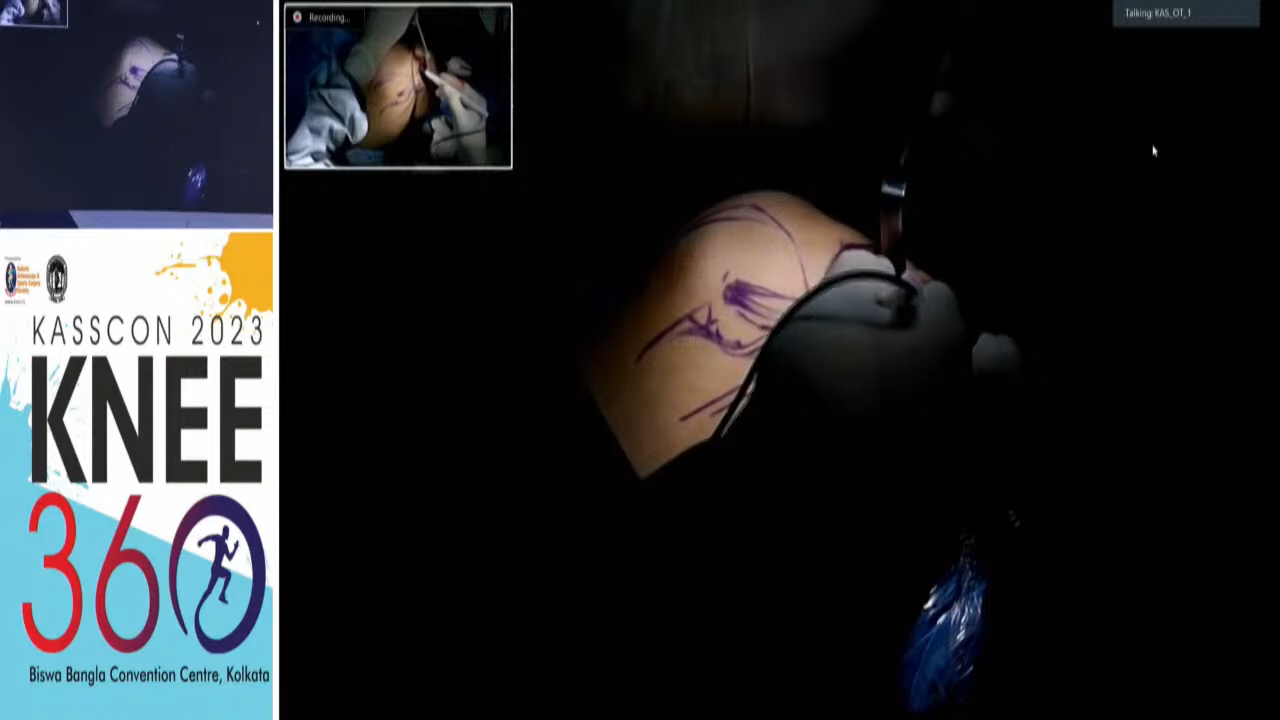 Recording...
Talking: KAS_OT_1
KASSCON 2023
KNEE
360
Biswa Bangla Convention Centre, Kolkata